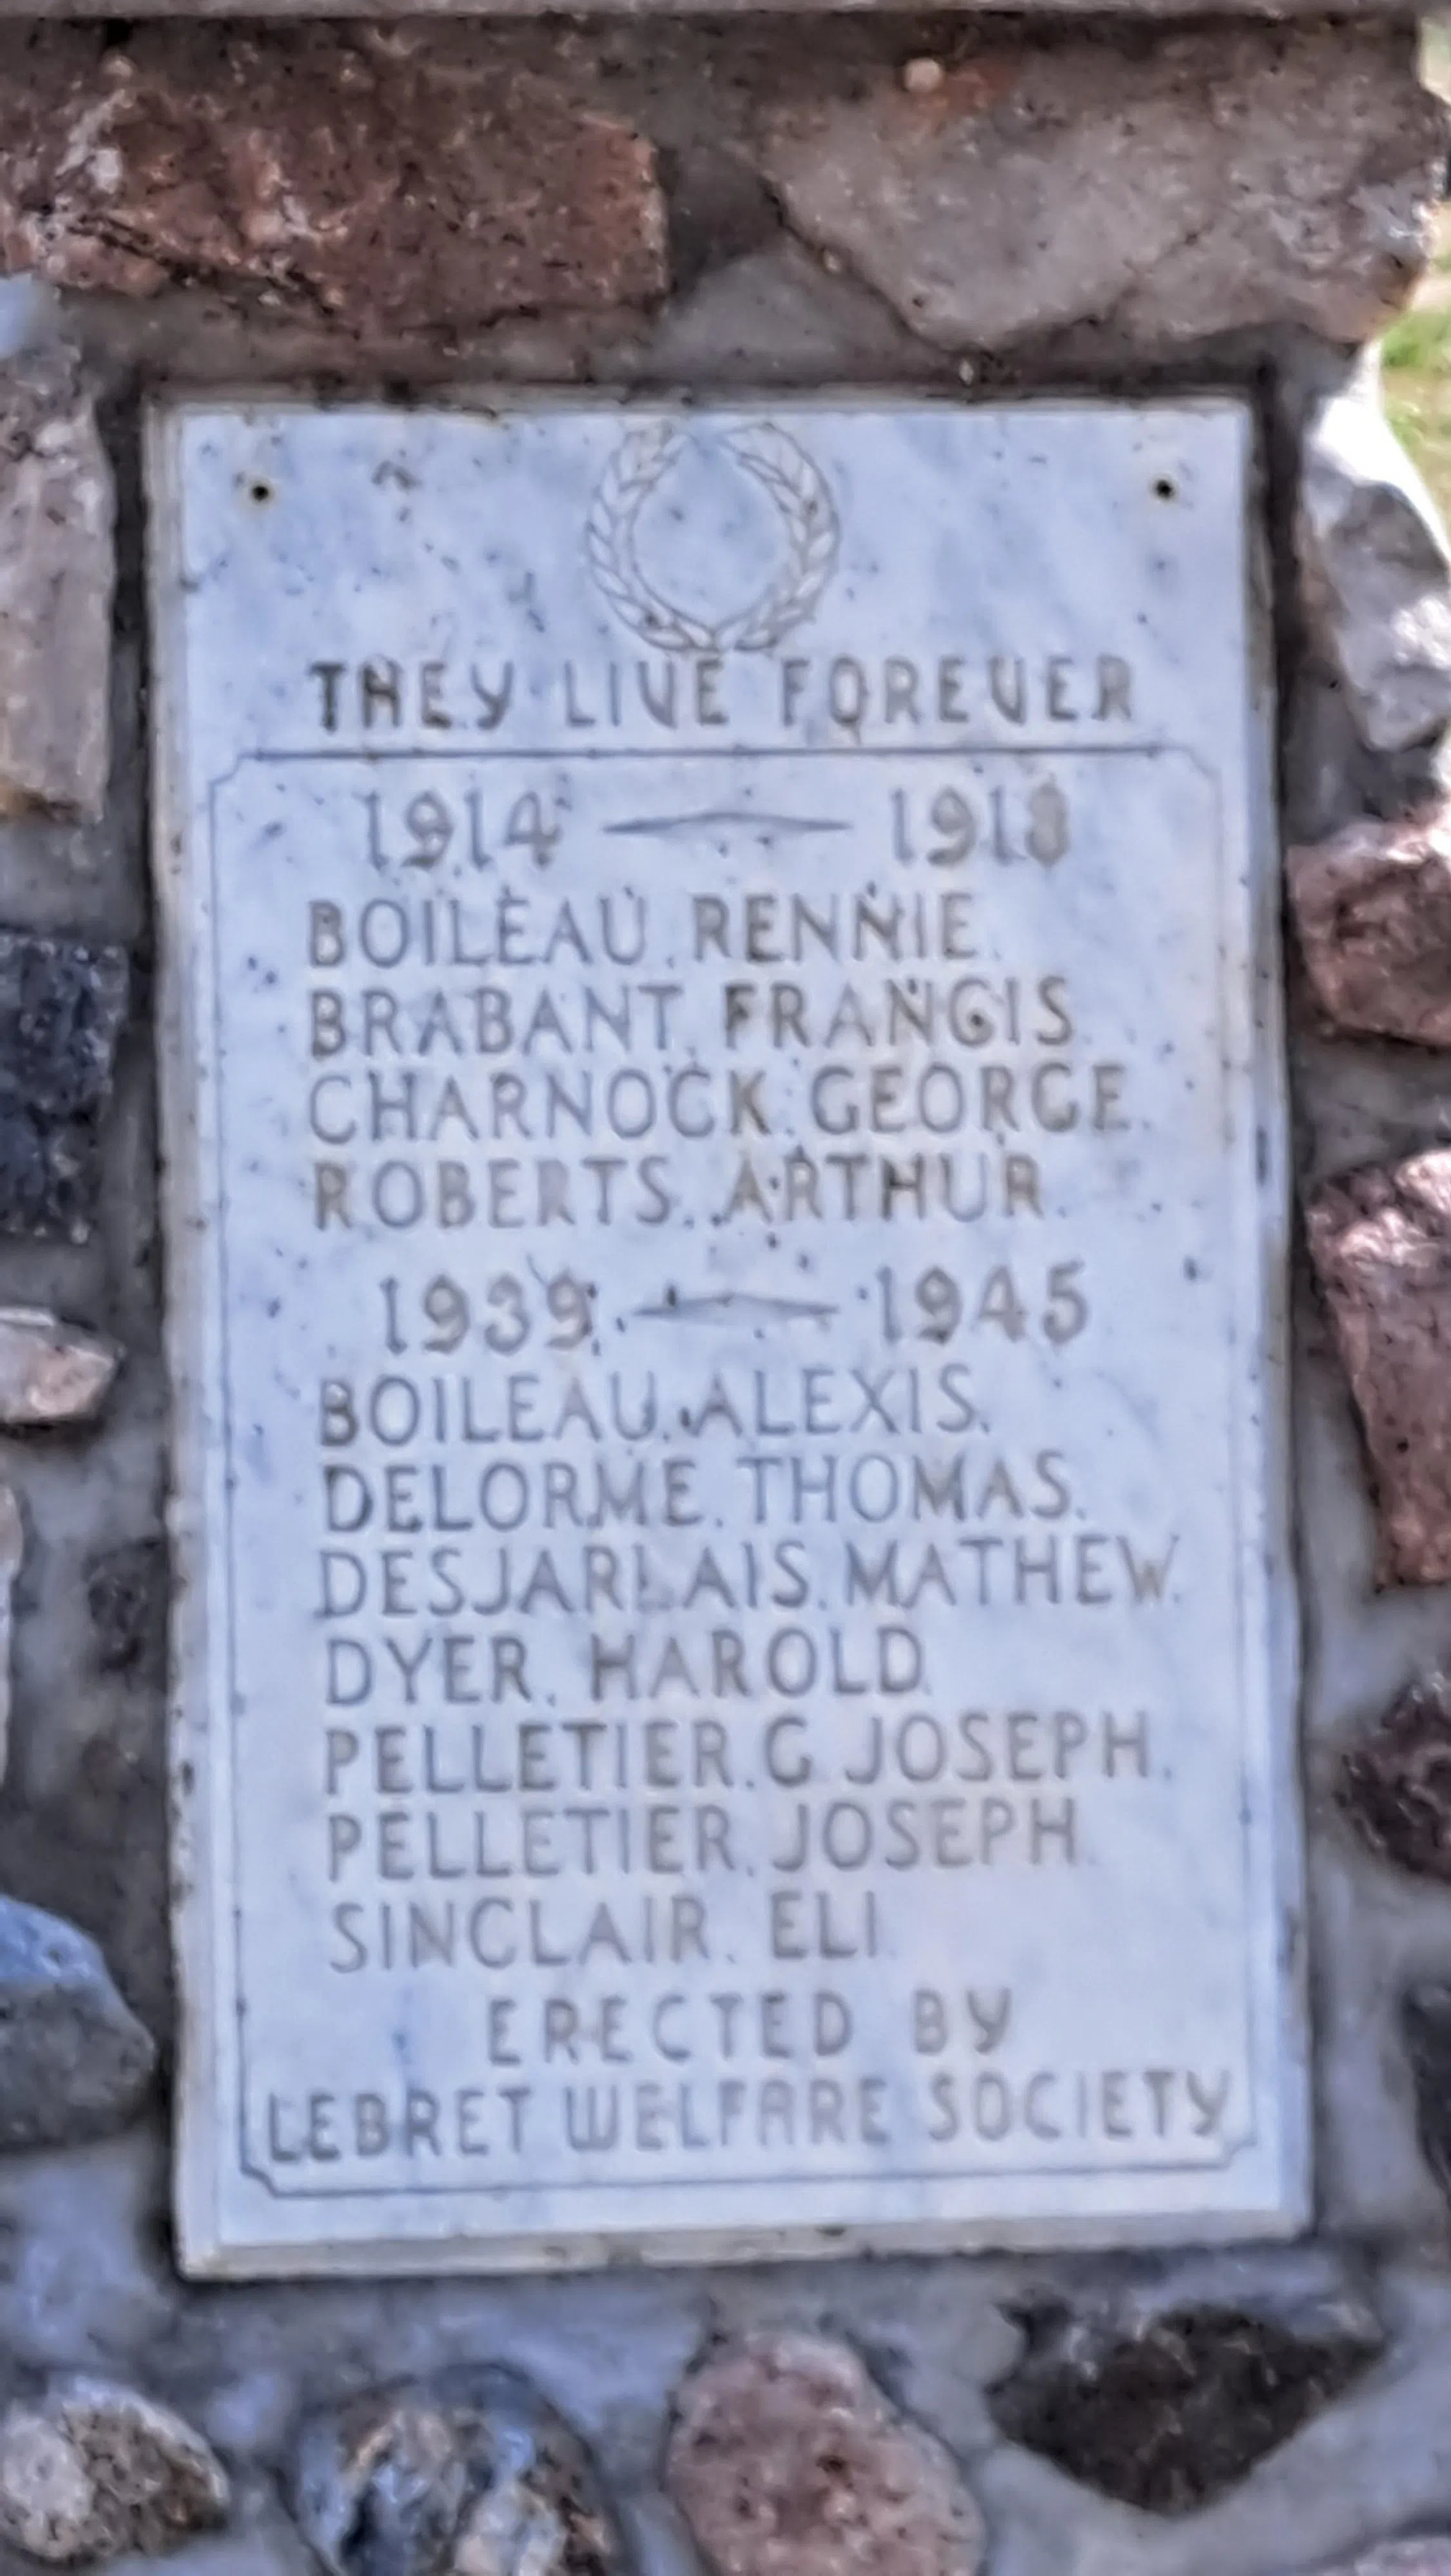 THEY LIVE FOREVER
1914 — 1918
BOILEAU. RENNIE.
BRABANT. FRANCIS.
CHARNOCK. GEORGE.
ROBERTS. ARTHUR.
1939 — 1945
BOILEAU. ALEXIS.
DELORME. THOMAS.
DESJARLAIS. MATHEW.
DYER. HAROLD.
PELLETIER. G. JOSEPH.
PELLETIER. JOSEPH.
SINCLAIR. ELI.
ERECTED BY
LEBRET WELFARE SOCIETY